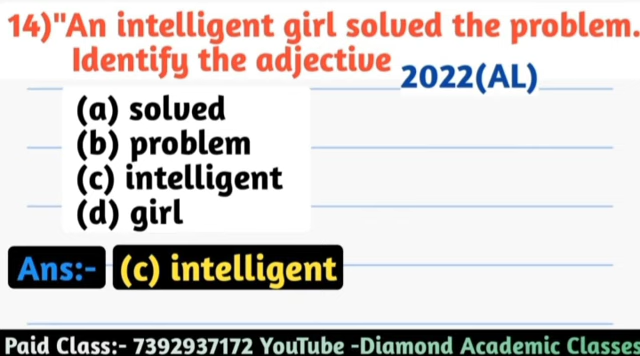 14)"An intelligent girl solved the problem.
Identify the adjective 2022(AL)
(a) solved
(b) problem
(c) intelligent
(d) girl
Ans:- (c) intelligent
Paid Class:- 7392937172 YouTube -Diamond Academic Classes